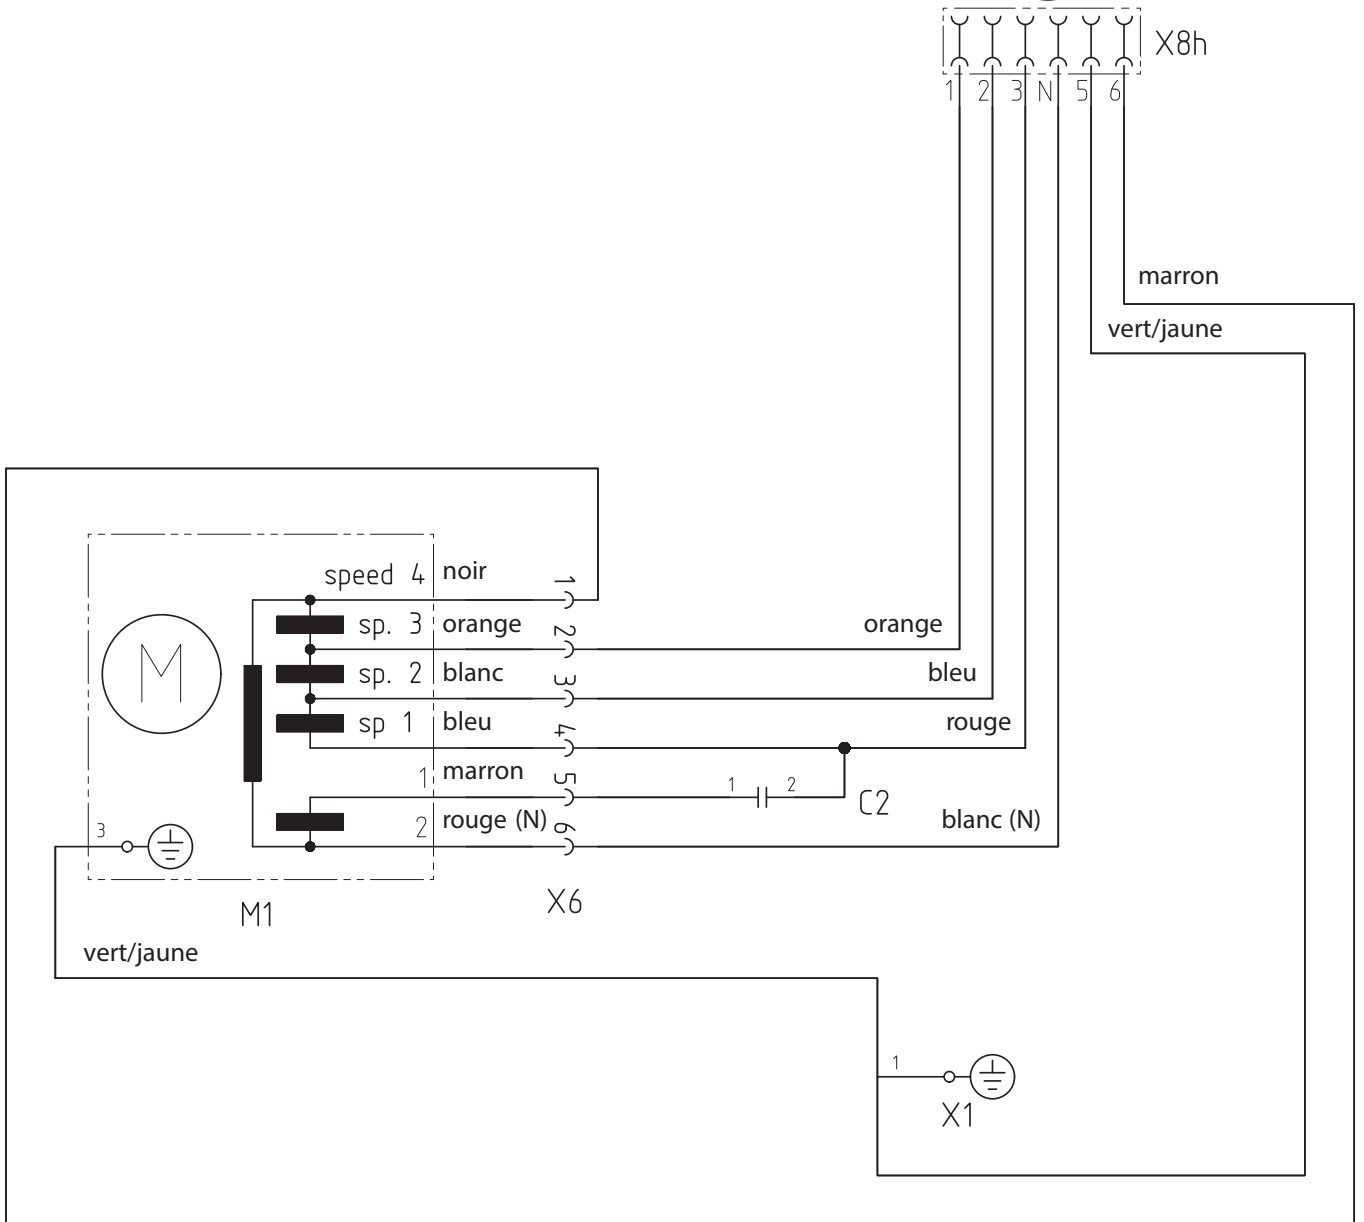 X8h
1 2 3 N 5 6
marron
vert/jaune
speed 4 noir 1
sp. 3 orange 2 orange
sp. 2 blanc 3 bleu
sp 1 bleu 4 rouge
1 marron 5 1 2 C2
2 rouge (N) 6 blanc (N)
3
M
M1 X6
vert/jaune
1
X1